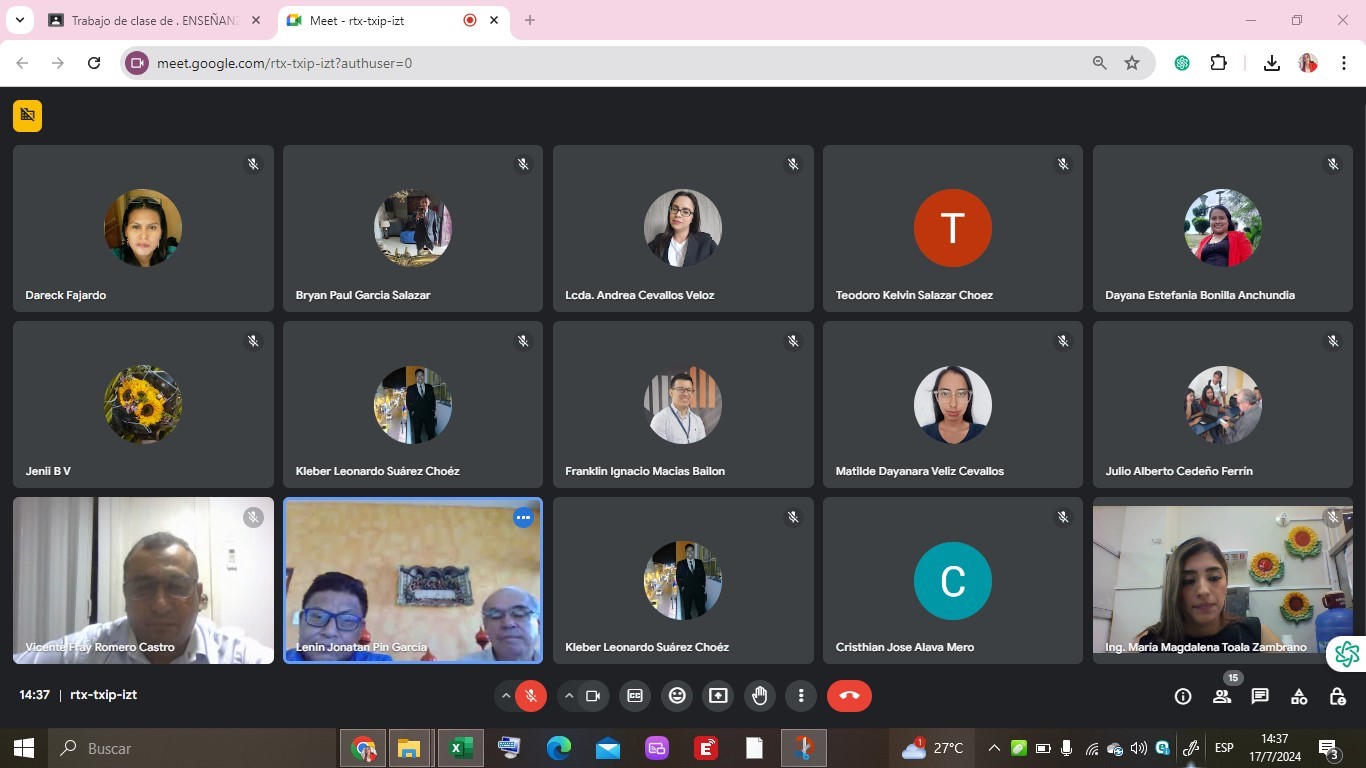 Trabajo de clase de . ENSEÑAN
Meet - rtx-txip-izt
meet.google.com/rtx-txip-izt?authuser=0
Dareck Fajardo
Bryan Paul Garcia Salazar
Lcda. Andrea Cevallos Veloz
T
Teodoro Kelvin Salazar Choez
Dayana Estefania Bonilla Anchundia
Jenii B V
Kleber Leonardo Suárez Choéz
Franklin Ignacio Macias Bailon
Matilde Dayanara Veliz Cevallos
Julio Alberto Cedeño Ferrín
Vicente Fray Romero Castro
Lenin Jonatan Pin Garcia
Kleber Leonardo Suárez Choéz
C
Cristhian Jose Alava Mero
Ing. María Magdalena Toala Zambrano
14:37 | rtx-txip-izt
15
Buscar
1
27°C
ESP
14:37
17/7/2024
3